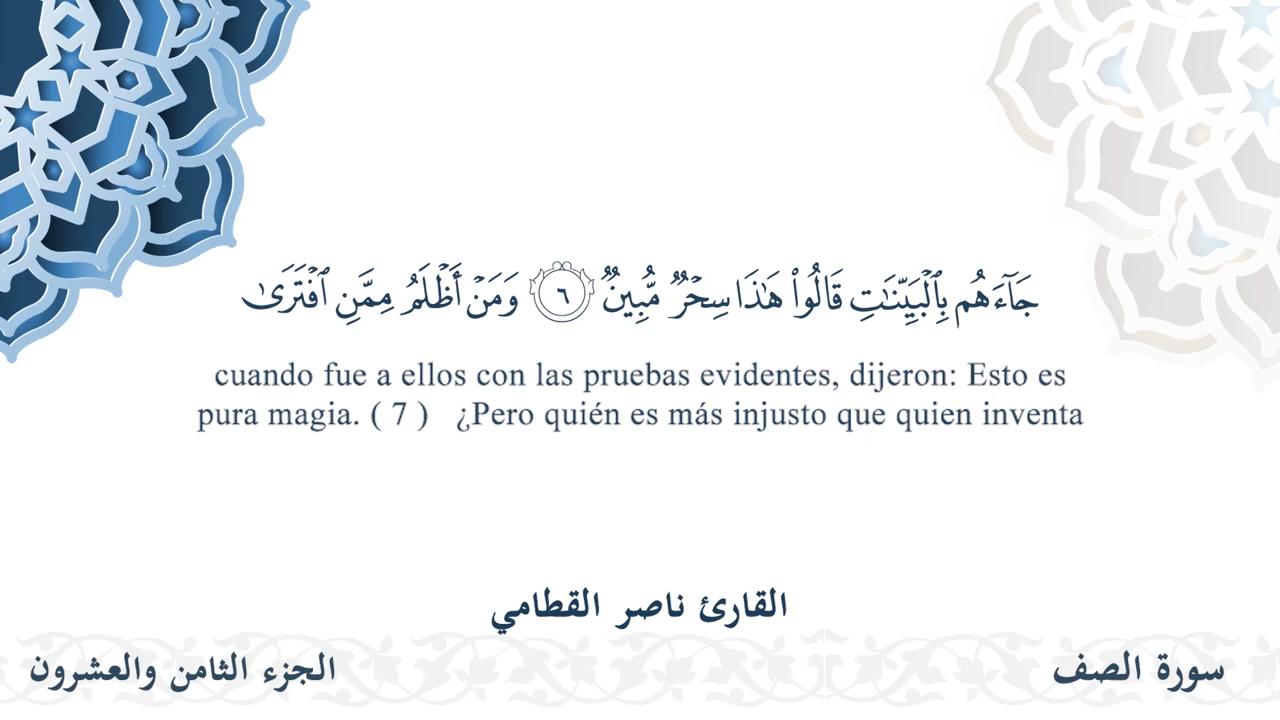 جَآءَهُم بِٱلْبَيِّنَٰتِ قَالُوا۟ هَٰذَا سِحْرٌ مُّبِينٌ ٦ وَمَنْ أَظْلَمُ مِمَّنِ ٱفْتَرَىٰ
cuando fue a ellos con las pruebas evidentes, dijeron: Esto es
pura magia. ( 7 ) ¿Pero quién es más injusto que quien inventa
القارئ ناصر القطامي
سورة الصف
الجزء الثامن والعشرون